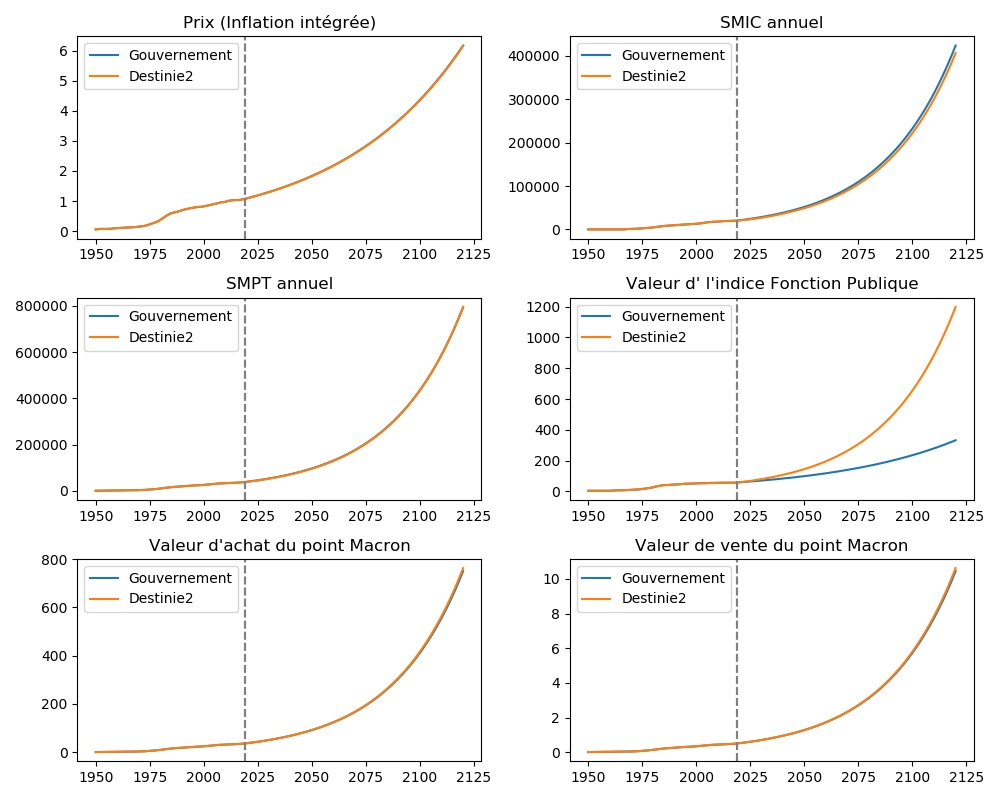 Prix (Inflation intégrée)
6
5
4
3
2
1
0
Gouvernement
Destinie2
1950 1975 2000 2025 2050 2075 2100 2125
SMIC annuel
400000
300000
200000
100000
0
Gouvernement
Destinie2
1950 1975 2000 2025 2050 2075 2100 2125
SMPT annuel
800000
600000
400000
200000
0
Gouvernement
Destinie2
1950 1975 2000 2025 2050 2075 2100 2125
Valeur d' l'indice Fonction Publique
1200
1000
800
600
400
200
0
Gouvernement
Destinie2
1950 1975 2000 2025 2050 2075 2100 2125
Valeur d'achat du point Macron
800
600
400
200
0
Gouvernement
Destinie2
1950 1975 2000 2025 2050 2075 2100 2125
Valeur de vente du point Macron
10
8
6
4
2
0
Gouvernement
Destinie2
1950 1975 2000 2025 2050 2075 2100 2125